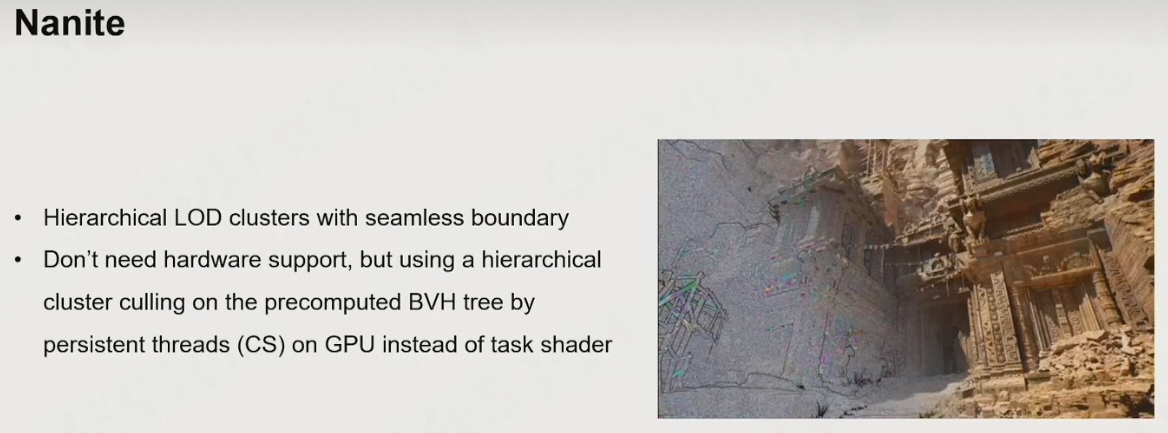 Nanite
• Hierarchical LOD clusters with seamless boundary
• Don't need hardware support, but using a hierarchical
cluster culling on the precomputed BVH tree by
persistent threads (CS) on GPU instead of task shader